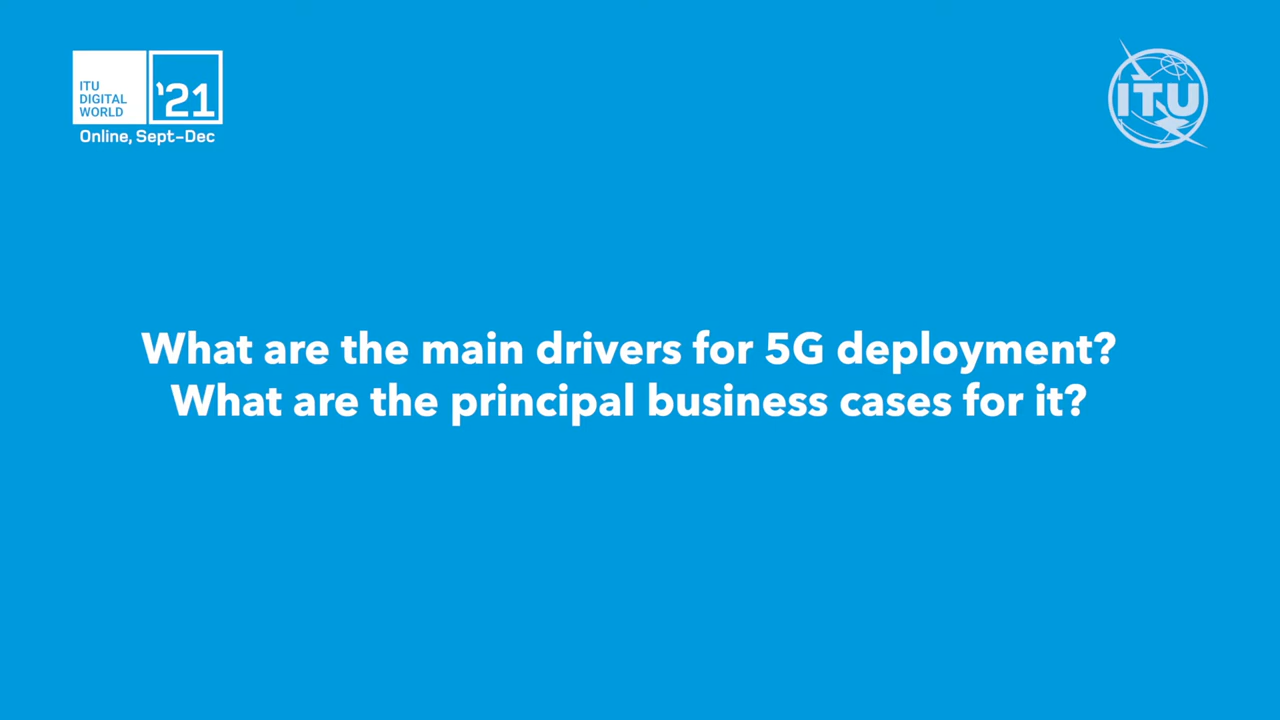 ITU
DIGITAL
WORLD
'21
Online, Sept–Dec
ITU
What are the main drivers for 5G deployment?
What are the principal business cases for it?